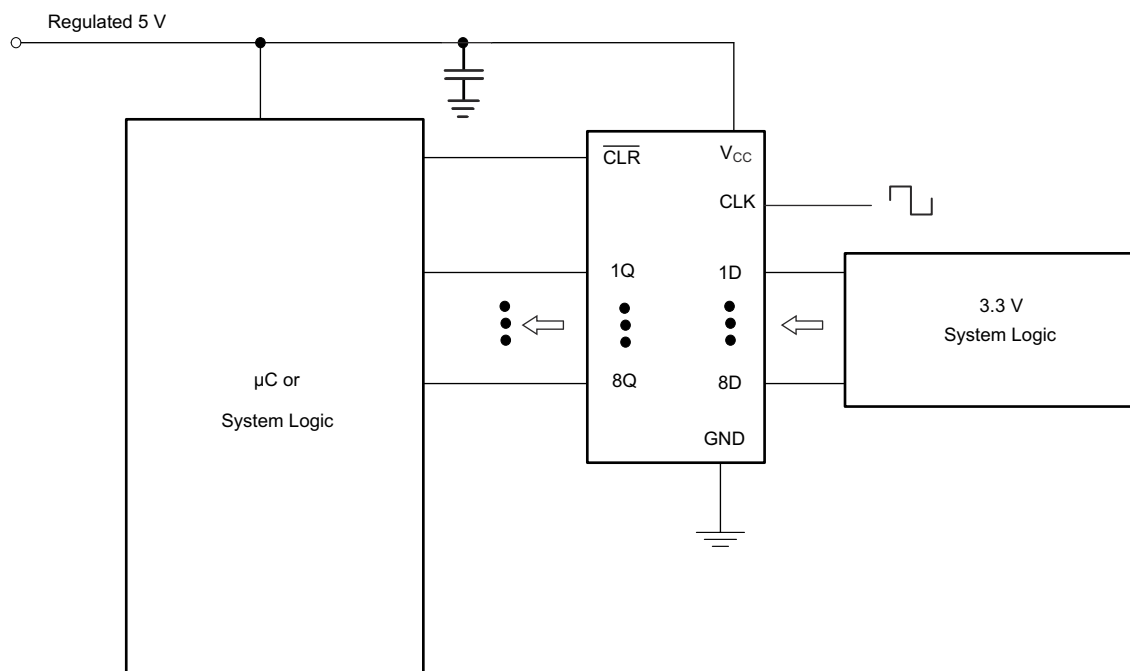 Regulated 5 V
CLR
VCC
CLK
1Q
1D
3.3 V
System Logic
8Q
8D
µC or
System Logic
GND